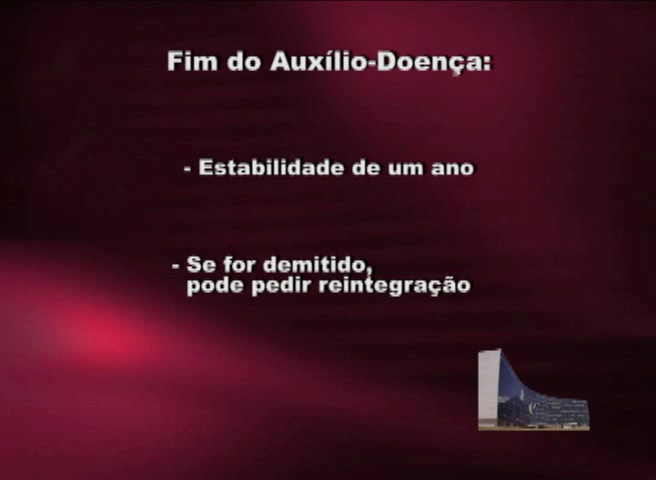 Fim do Auxílio-Doença:
- Estabilidade de um ano
- Se for demitido,
pode pedir reintegração